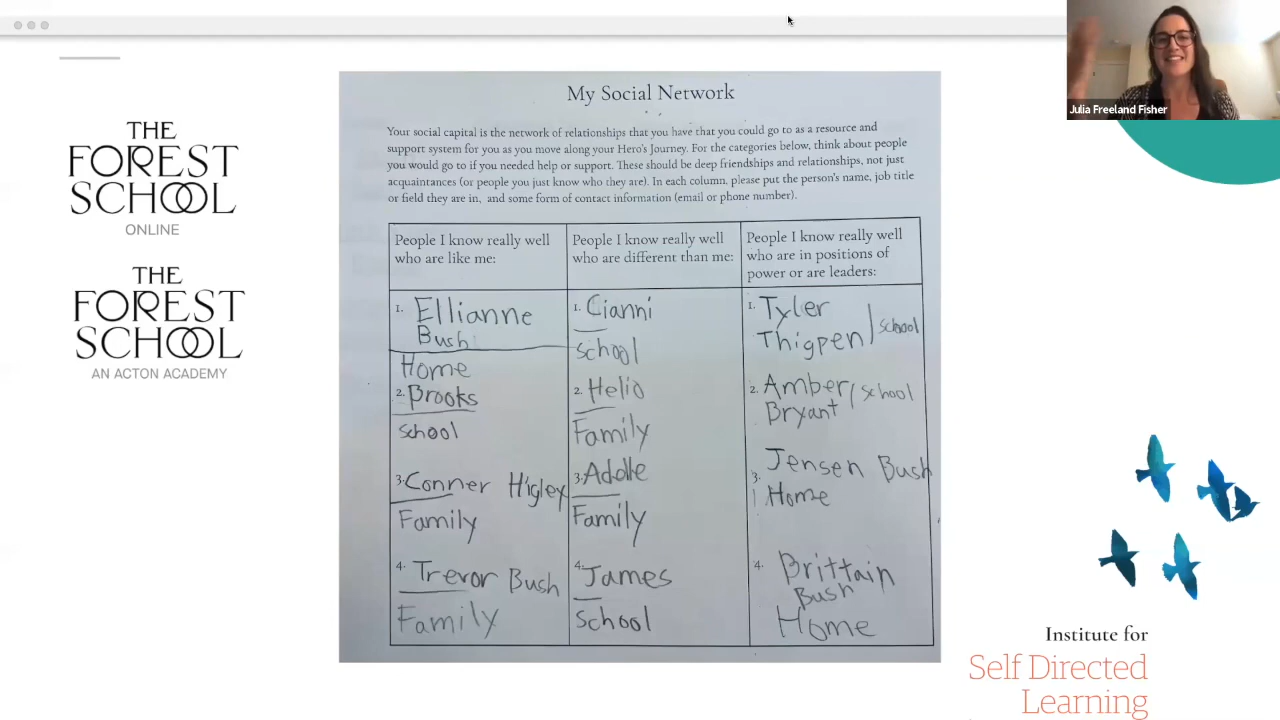 THE
FOREST
SCHOOL
ONLINE
THE
FOREST
SCHOOL
AN ACTON ACADEMY
My Social Network
Your social capital is the network of relationships that you have that you could go to as a resource and
support system for you as you move along your Hero's Journey. For the categories below, think about people
you would go to if you needed help or support. These should be deep friendships and relationships, not just
acquaintances (or people you just know who they are). In each column, please put the person's name, job title
or field they are in, and some form of contact information (email or phone number).
People I know really well
who are like me:
1. Ellianne
Bush
Home
2. Brooks
school
3. Conner Higley
Family
4. Trevor Bush
Family
People I know really well
who are different than me:
1. Cianni
school
2. Helio
Family
3. Adelle
Family
4. James
School
People I know really well
who are in positions of
power or are leaders:
1. Tyler
Thigpen / school
2. Amber / school
Bryant
3. Jensen Bush
Home
4. Brittain
Bush
Home
Julia Freeland Fisher
Institute for
Self Directed
Learning